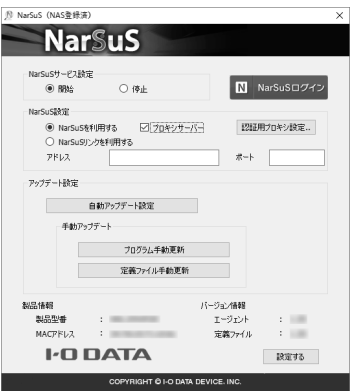 NarSuS（NAS登録済）
NarSuS
NarSuSサービス設定
開始 停止
N NarSuSログイン
NarSuS設定
NarSuSを利用する プロキシサーバー 認証用プロキシ設定...
NarSuSリンクを利用する
アドレス ポート
アップデート設定
自動アップデート設定
手動アップデート
プログラム手動更新
定義ファイル手動更新
製品情報 バージョン情報
製品型番 : エージェント :
MACアドレス : 定義ファイル :
I-O DATA 設定する
COPYRIGHT © I-O DATA DEVICE. INC.